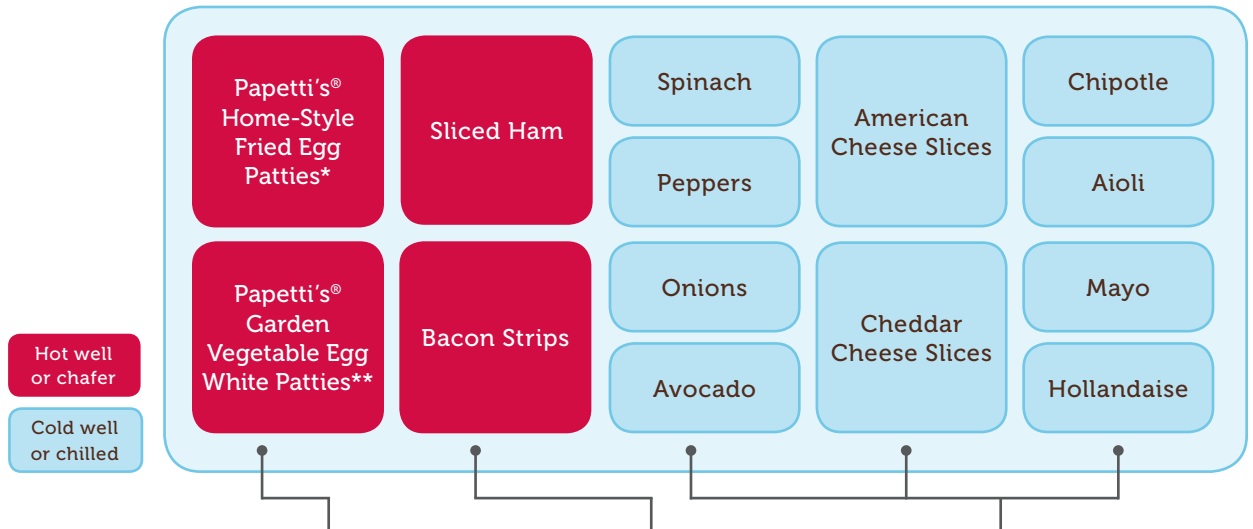 Papetti’s®
Home-Style
Fried Egg
Patties*
Sliced Ham
Spinach
Peppers
American
Cheese Slices
Chipotle
Aioli
Papetti’s®
Garden
Vegetable Egg
White Patties**
Bacon Strips
Onions
Avocado
Cheddar
Cheese Slices
Mayo
Hollandaise
Hot well
or chafer
Cold well
or chilled